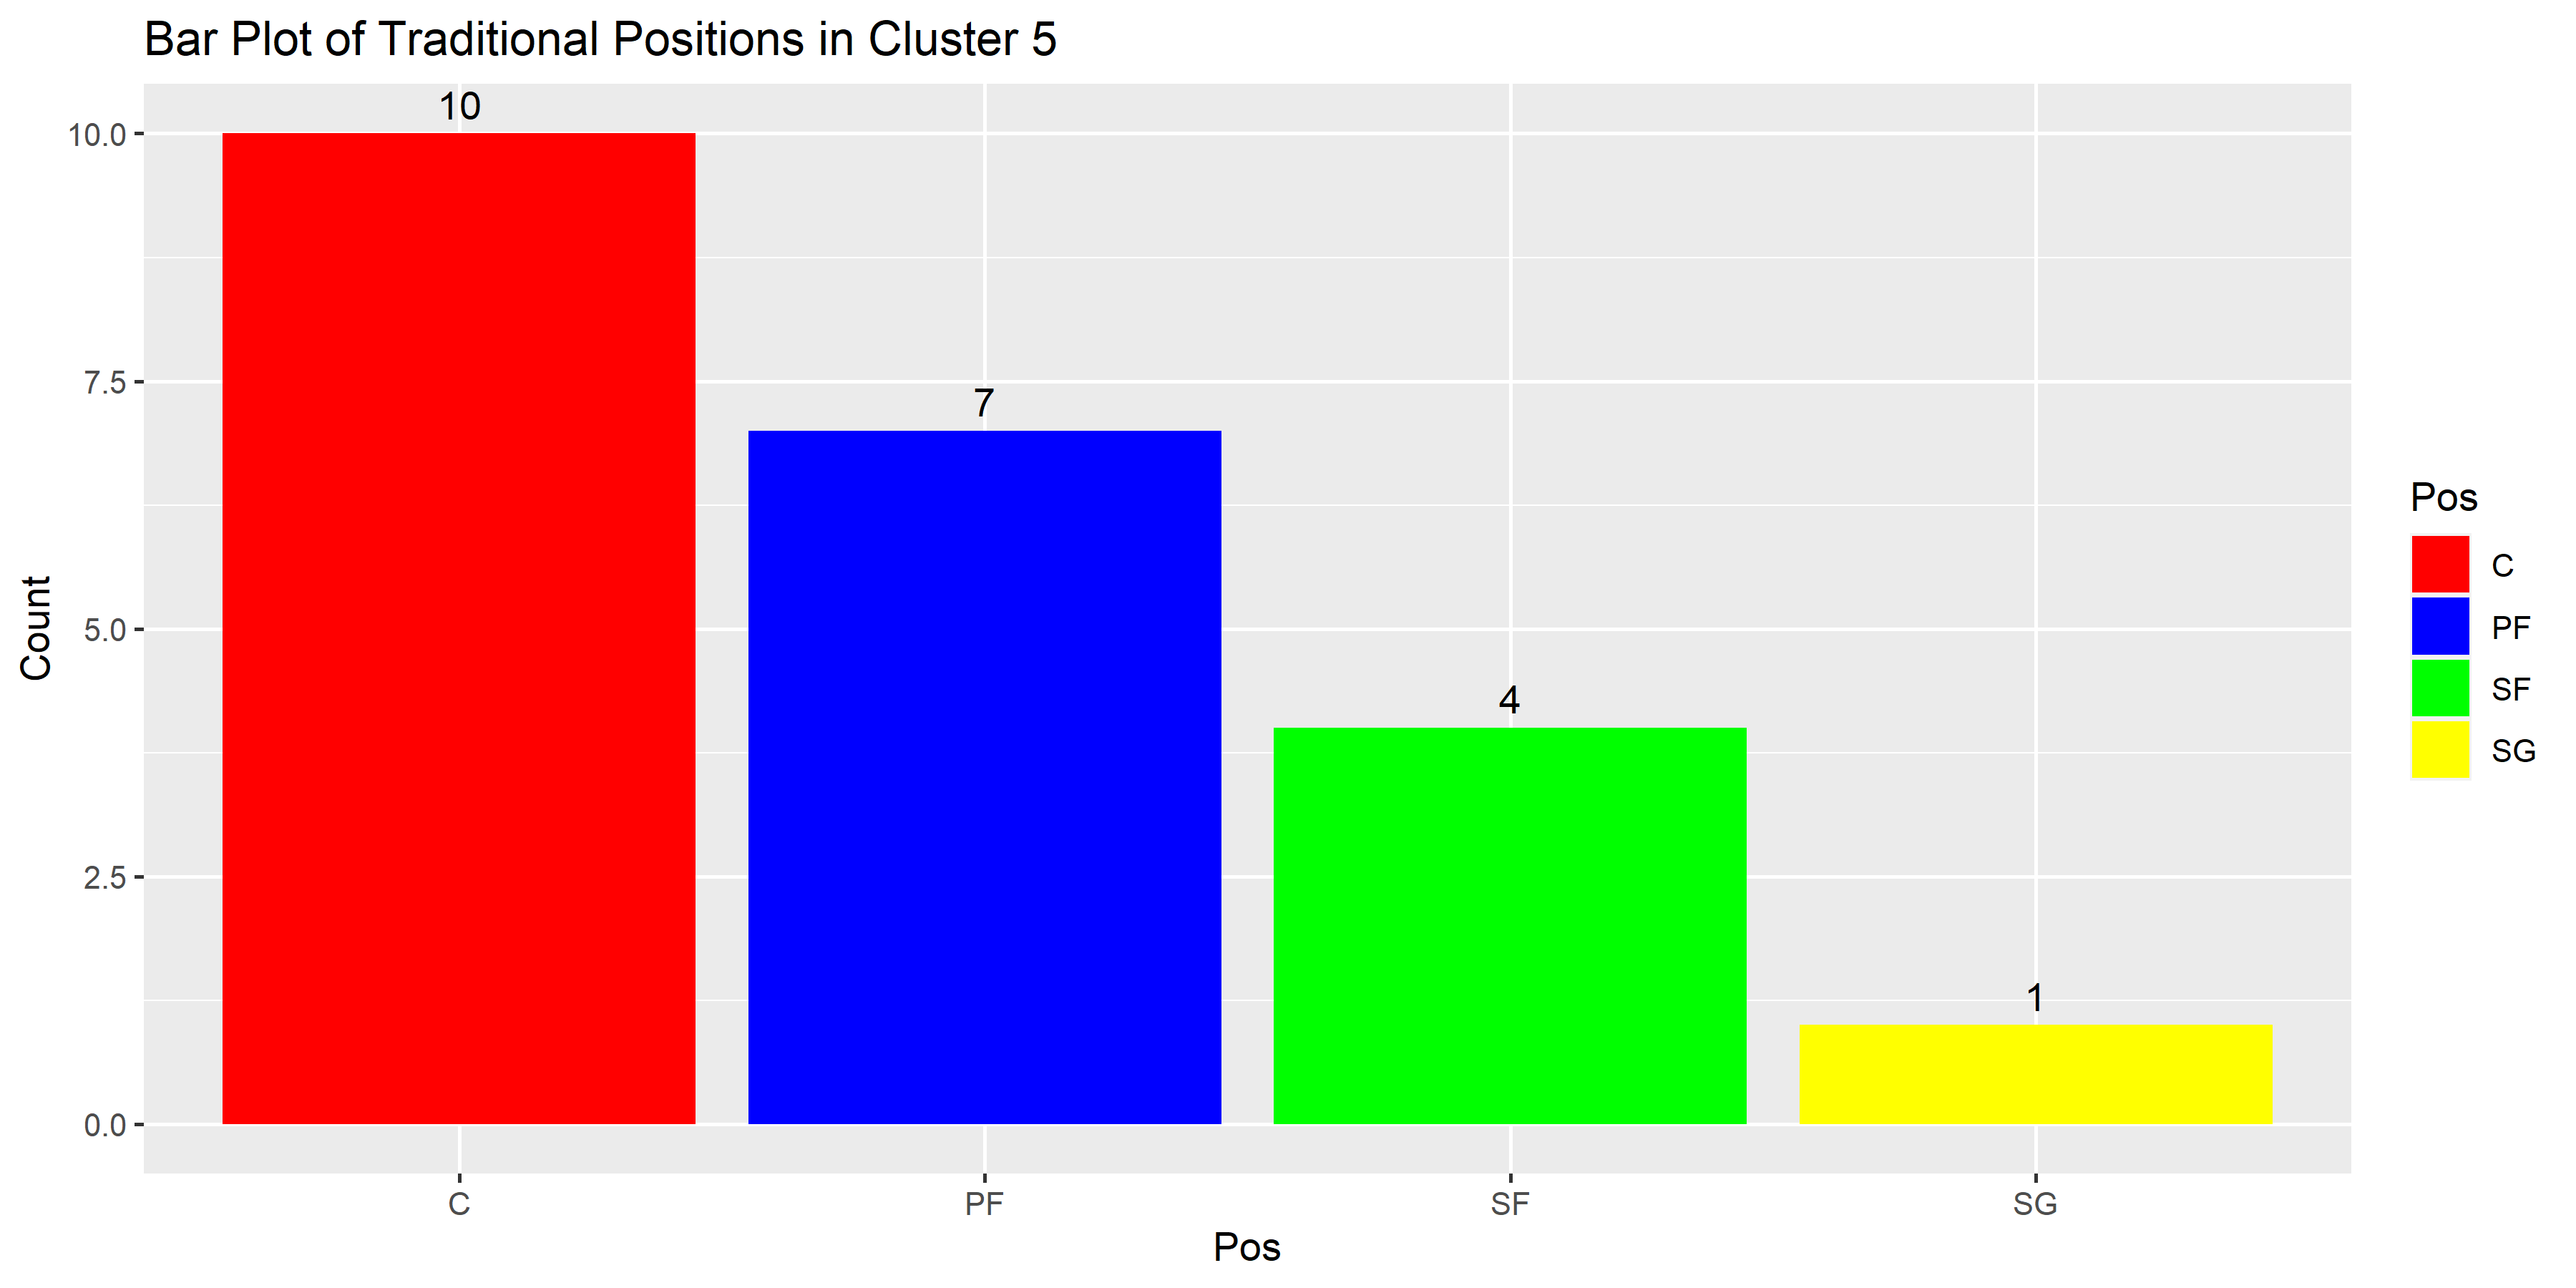 Bar Plot of Traditional Positions in Cluster 5
Count
10.0
7.5
5.0
2.5
0.0
10
7
4
1
C
PF
SF
SG
Pos
Pos
C
PF
SF
SG